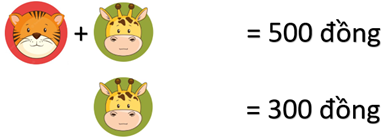 + = 500 đồng
= 300 đồng